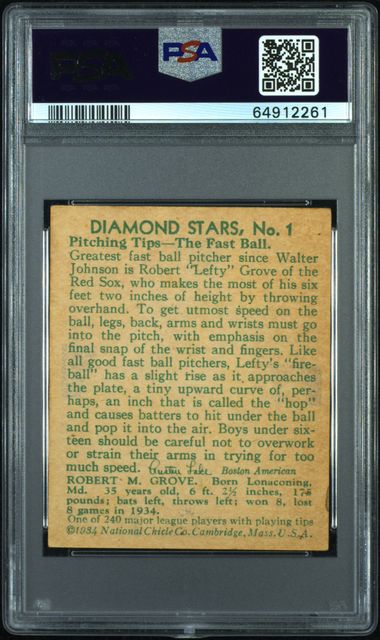 PSA
PSA
64912261
DIAMOND STARS, No. 1
Pitching Tips—The Fast Ball.
Greatest fast ball pitcher since Walter
Johnson is Robert "Lefty" Grove of the
Red Sox, who makes the most of his six
feet two inches of height by throwing
overhand. To get utmost speed on the
ball, legs, back, arms and wrists must go
into the pitch, with emphasis on the
final snap of the wrist and fingers. Like
all good fast ball pitchers, Lefty's "fire-
ball" has a slight rise as it, approaches
the plate, a tiny upward curve of, per-
haps, an inch that is called the "hop"
and causes batters to hit under the ball
and pop it into the air. Boys under six-
teen should be careful not to overwork
or strain their arms in trying for too
much speed. Austen Lake Boston American
ROBERT M. GROVE. Born Lonaconing,
Md. 35 years old, 6 ft. 2½ inches, 175
pounds; bats left, throws left; won 8, lost
8 games in 1934.
One of 240 major league players with playing tips
©1934 National Chicle Co. Cambridge, Mass. U.S.A.